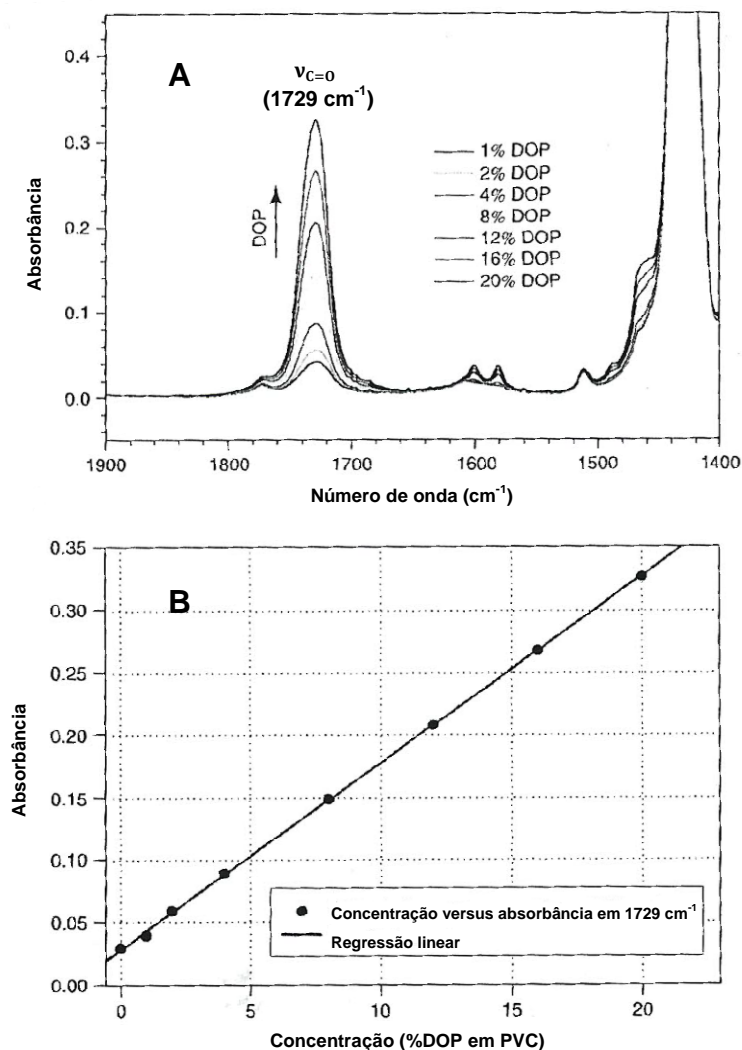 A
ν_C=O
(1729 cm⁻¹)
0.4
0.3
0.2
0.1
0.0
Absorbância
DOP
1% DOP
2% DOP
4% DOP
8% DOP
12% DOP
16% DOP
20% DOP
1900 1800 1700 1600 1500 1400
Número de onda (cm⁻¹)
B
0.35
0.30
0.25
0.20
0.15
0.10
0.05
0.00
Absorbância
Concentração versus absorbância em 1729 cm⁻¹
Regressão linear
0 5 10 15 20
Concentração (%DOP em PVC)